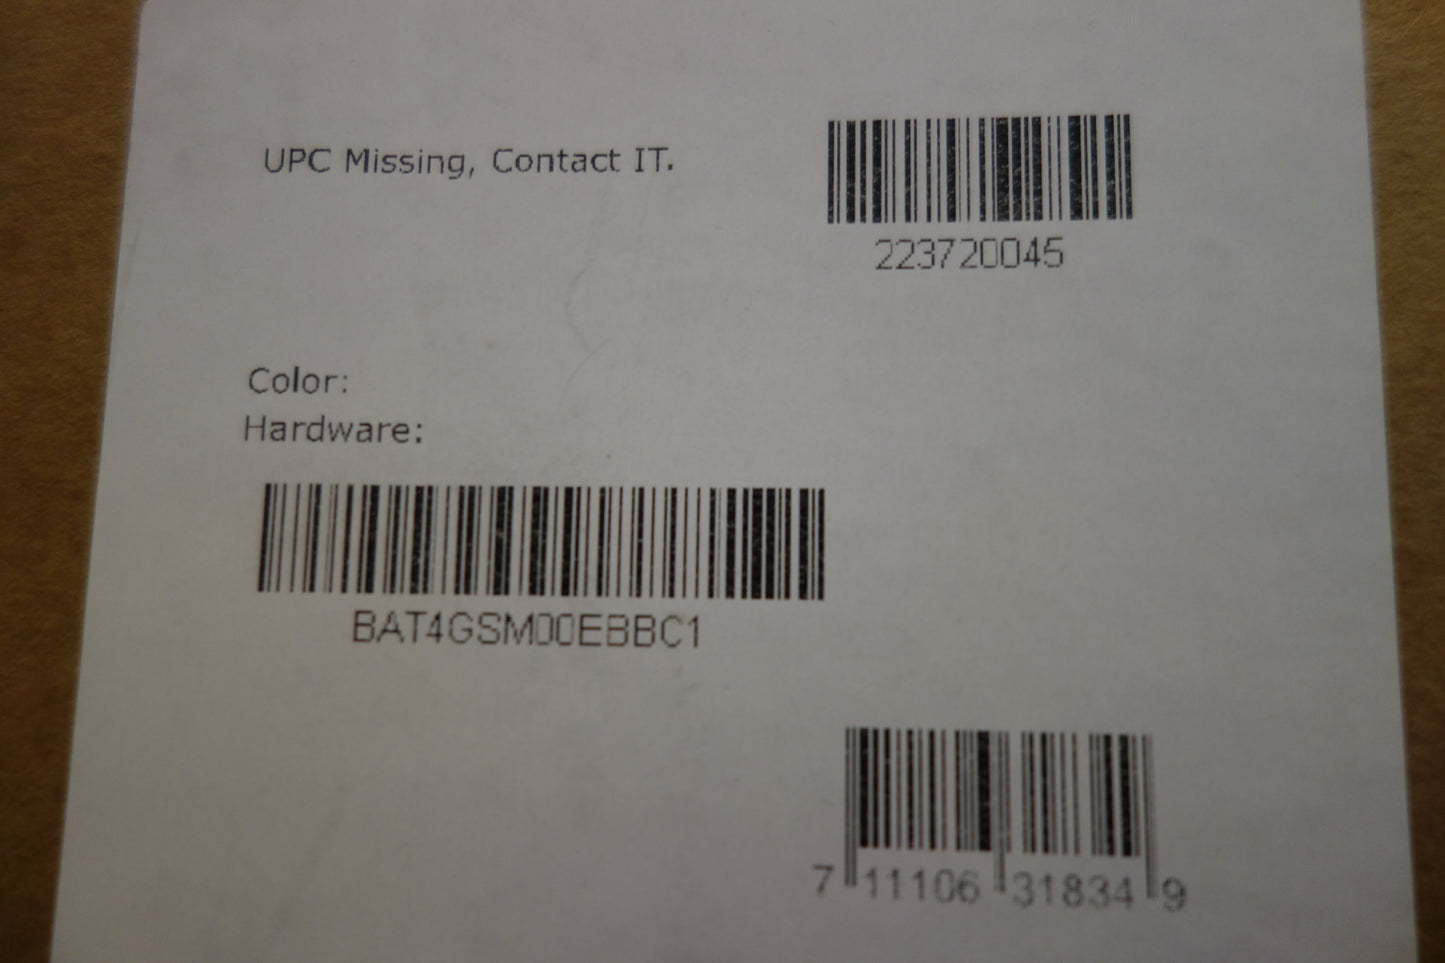 UPC Missing, Contact IT.
223720045
Color:
Hardware:
BAT4GSM00EBBC1
7 11106 31834 9